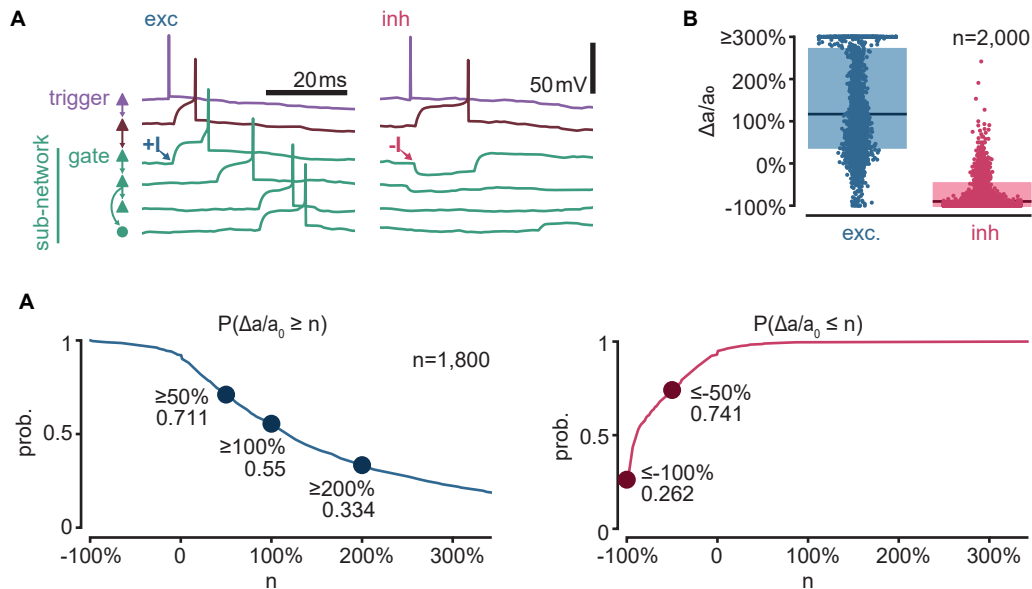 A
exc
inh
20 ms
50 mV
trigger
gate
sub-network
+I
-I
B
n=2,000
Δa/a₀
≥300%
200%
100%
0%
-100%
exc.
inh
A
P(Δa/a₀ ≥ n)
n=1,800
prob.
1
0.5
0
≥50%
0.711
≥100%
0.55
≥200%
0.334
-100%
0
100%
200%
300%
n
P(Δa/a₀ ≤ n)
prob.
1
0.5
0
≤-50%
0.741
≤-100%
0.262
-100%
0
100%
200%
300%
n